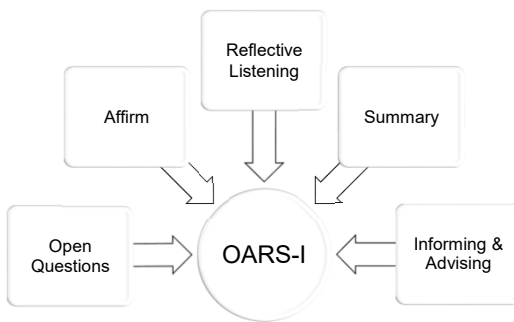 Reflective
Listening
Affirm
Summary
Open
Questions
OARS-I
Informing &
Advising